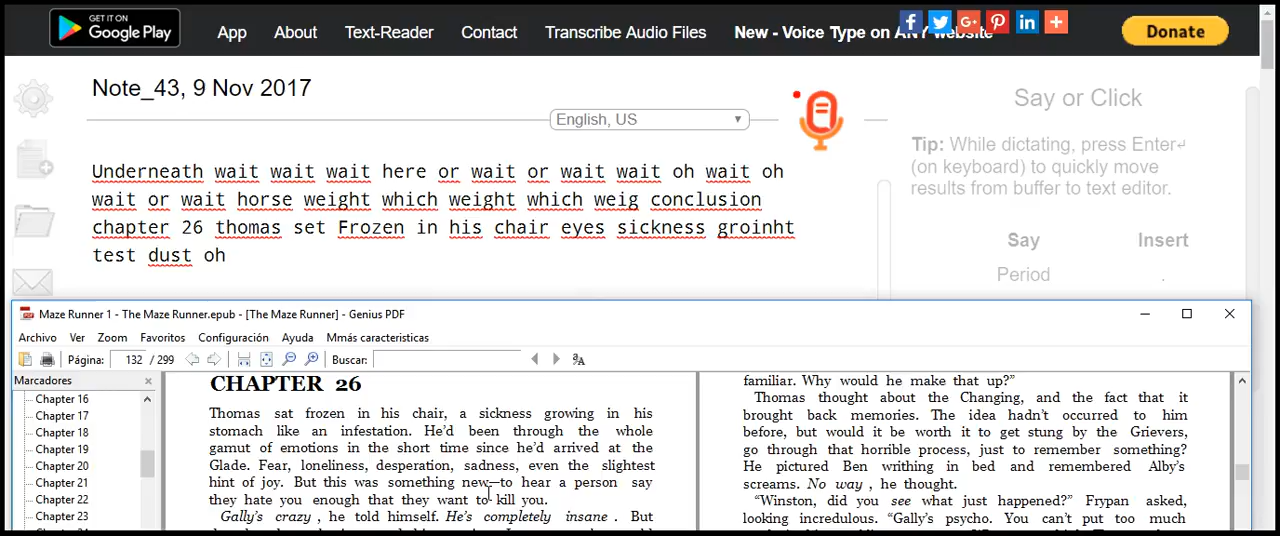 GET IT ON
Google Play
App About Text-Reader Contact Transcribe Audio Files New - Voice Type on ANY website
Donate
Note_43, 9 Nov 2017
English, US
Say or Click
Tip: While dictating, press Enter↵
(on keyboard) to quickly move
results from buffer to text editor.
Say Insert
Period .
Underneath wait wait wait here or wait or wait wait oh wait oh
wait or wait horse weight which weight which weig conclusion
chapter 26 thomas set Frozen in his chair eyes sickness groinht
test dust oh
Maze Runner 1 - The Maze Runner.epub - [The Maze Runner] - Genius PDF
Archivo Ver Zoom Favoritos Configuración Ayuda Mmás caracteristicas
Página: 132 / 299 Buscar:
Marcadores
Chapter 16
Chapter 17
Chapter 18
Chapter 19
Chapter 20
Chapter 21
Chapter 22
Chapter 23
CHAPTER 26
Thomas sat frozen in his chair, a sickness growing in his
stomach like an infestation. He'd been through the whole
gamut of emotions in the short time since he'd arrived at the
Glade. Fear, loneliness, desperation, sadness, even the slightest
hint of joy. But this was something new—to hear a person say
they hate you enough that they want to kill you.
Gally's crazy , he told himself. He's completely insane . But
familiar. Why would he make that up?"
Thomas thought about the Changing, and the fact that it
brought back memories. The idea hadn't occurred to him
before, but would it be worth it to get stung by the Grievers,
go through that horrible process, just to remember something?
He pictured Ben writhing in bed and remembered Alby's
screams. No way , he thought.
"Winston, did you see what just happened?" Frypan asked,
looking incredulous. "Gally's psycho. You can't put too much